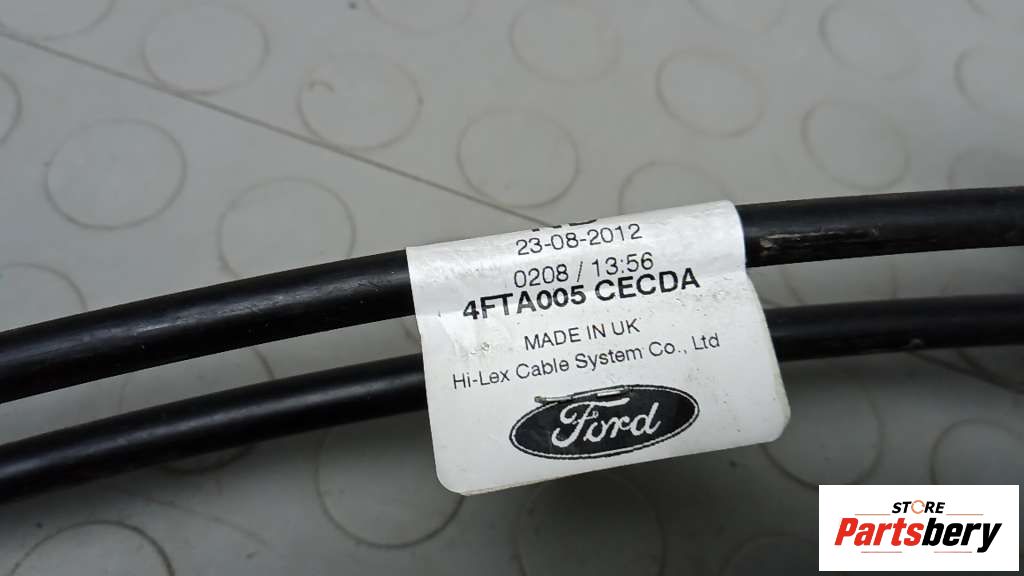 23-08-2012
0208 / 13:56
4FTA005 CECDA
MADE IN UK
Hi-Lex Cable System Co., Ltd
Ford
STORE
Partsbery